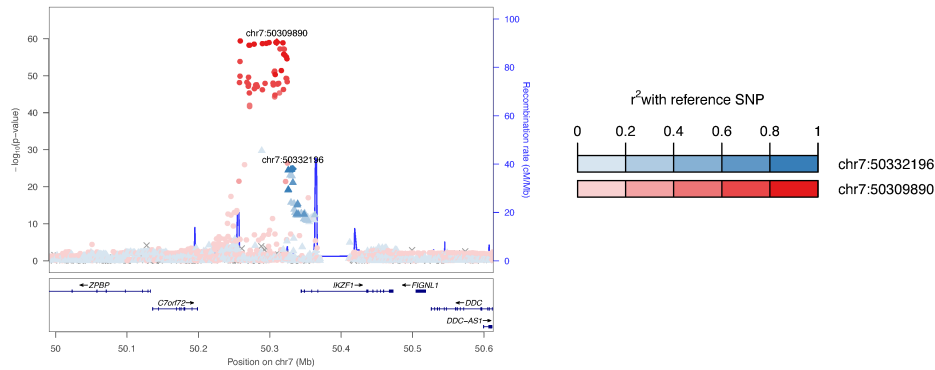 chr7:50309890
chr7:50332196
60
50
40
30
20
10
0
− log10(p−value)
100
80
60
40
20
0
Recombination rate (cM/Mb)
←ZPBP
C7orf72→
IKZF1→
←FIGNL1
←DDC
DDC−AS1→
50 50.1 50.2 50.3 50.4 50.5 50.6
Position on chr7 (Mb)
r2with reference SNP
0 0.2 0.4 0.6 0.8 1
chr7:50332196
chr7:50309890